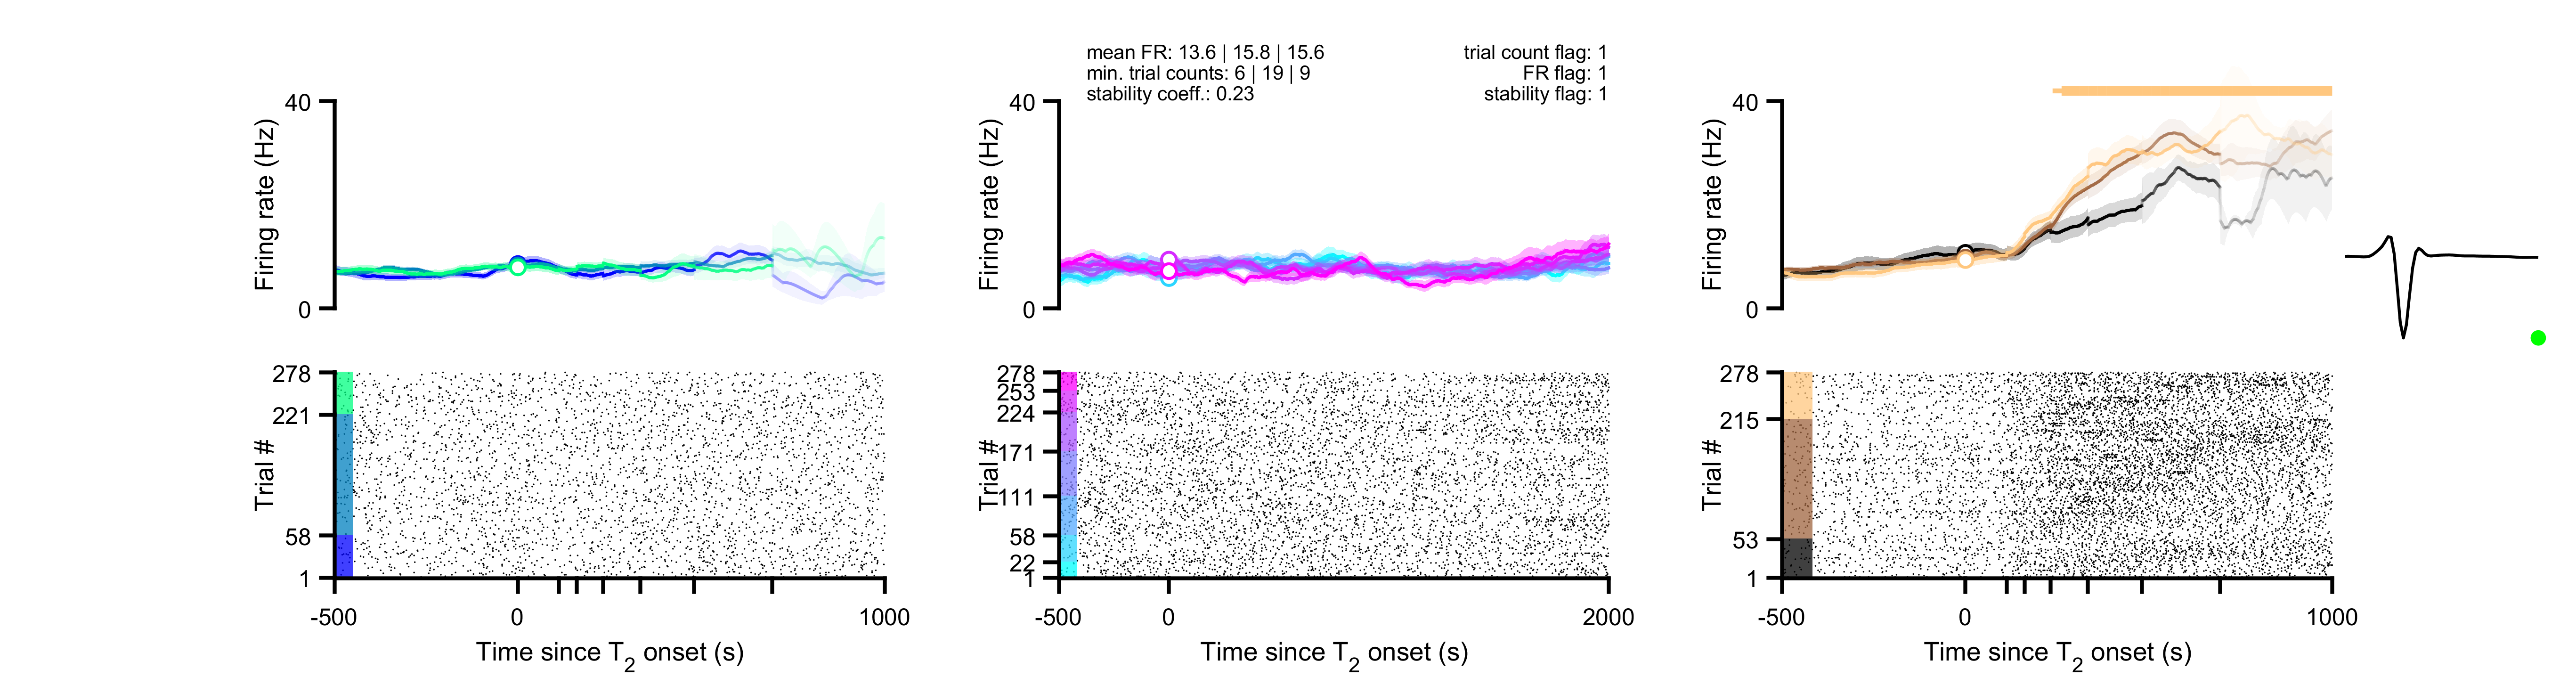 mean FR: 13.6 | 15.8 | 15.6
min. trial counts: 6 | 19 | 9
stability coeff.: 0.23
trial count flag: 1
FR flag: 1
stability flag: 1
40
0
Firing rate (Hz)
40
0
Firing rate (Hz)
40
0
Firing rate (Hz)
278
221
58
1
Trial #
-500
0
1000
Time since T2 onset (s)
278
253
224
171
111
58
22
1
Trial #
-500
0
2000
Time since T2 onset (s)
278
215
53
1
Trial #
-500
0
1000
Time since T2 onset (s)